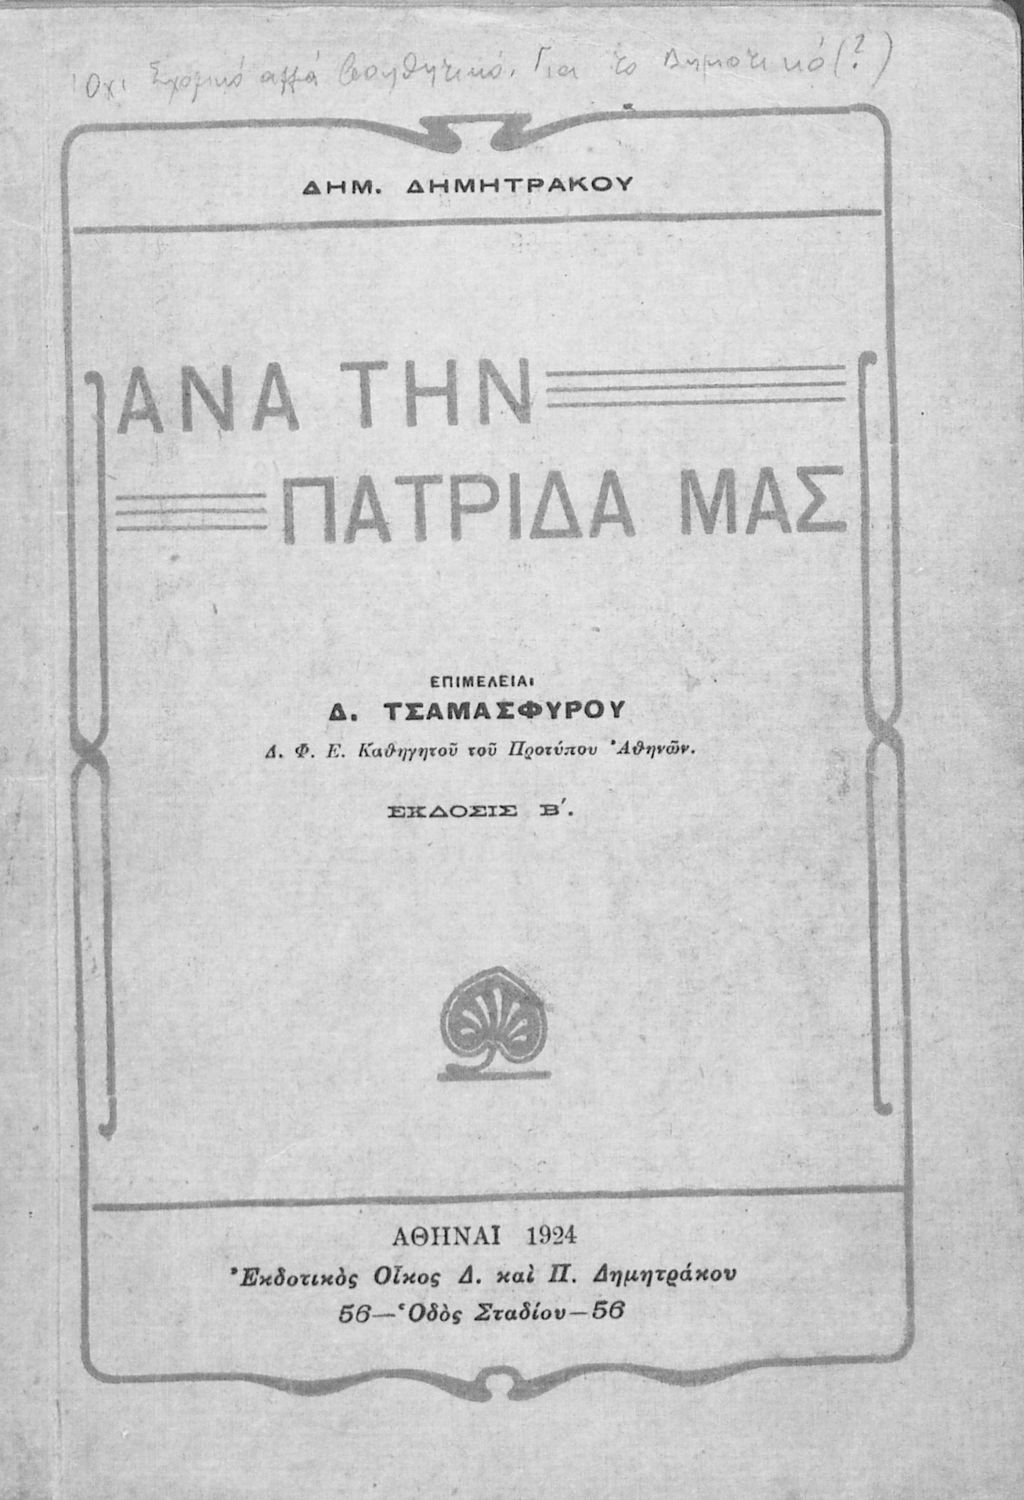 Όχι Σχολικό αλλά βοηθητικό. Για το Δημοτικό (?)
ΔΗΜ. ΔΗΜΗΤΡΑΚΟΥ
ΑΝΑ ΤΗΝ
ΠΑΤΡΙΔΑ ΜΑΣ
ΕΠΙΜΕΛΕΙΑι
Δ. ΤΣΑΜΑΣΦΥΡΟΥ
Δ. Φ. Ε. Καθηγητοῦ τοῦ Προτύπου Ἀθηνῶν.
ΕΚΔΟΣΙΣ Β΄.
ΑΘΗΝΑΙ 1924
Ἐκδοτικὸς Οἶκος Δ. καὶ Π. Δημητράκου
56—Ὁδὸς Σταδίου—56